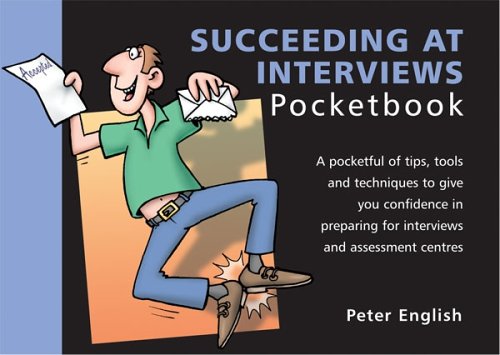 Accepted
SUCCEEDING AT
INTERVIEWS
Pocketbook
A pocketful of tips, tools
and techniques to give
you confidence in
preparing for interviews
and assessment centres
Peter English